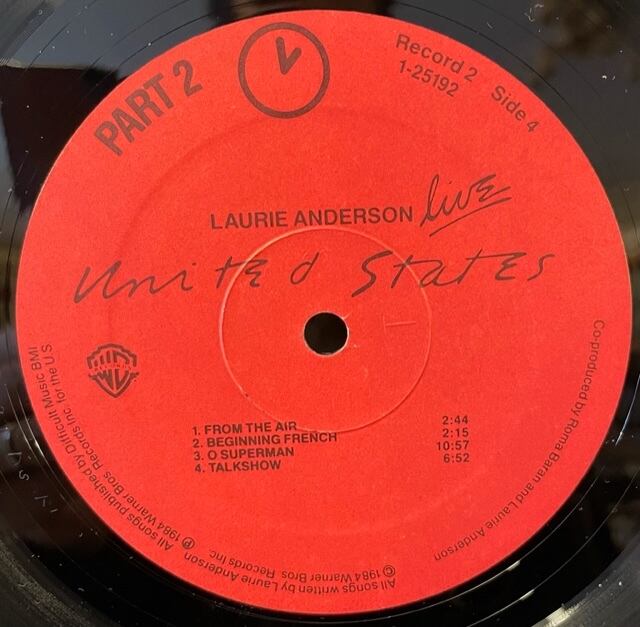 PART 2
Record 2 Side 4
1-25192
LAURIE ANDERSON live
United States
1. FROM THE AIR 2:44
2. BEGINNING FRENCH 2:15
3. O SUPERMAN 10:57
4. TALKSHOW 6:52
Co-produced by Roma Baran and Laurie Anderson
All songs written by Laurie Anderson
© 1984 Warner Bros Records Inc
All songs published by Difficult Music BMI
℗ 1984 Warner Bros Records Inc for the U.S